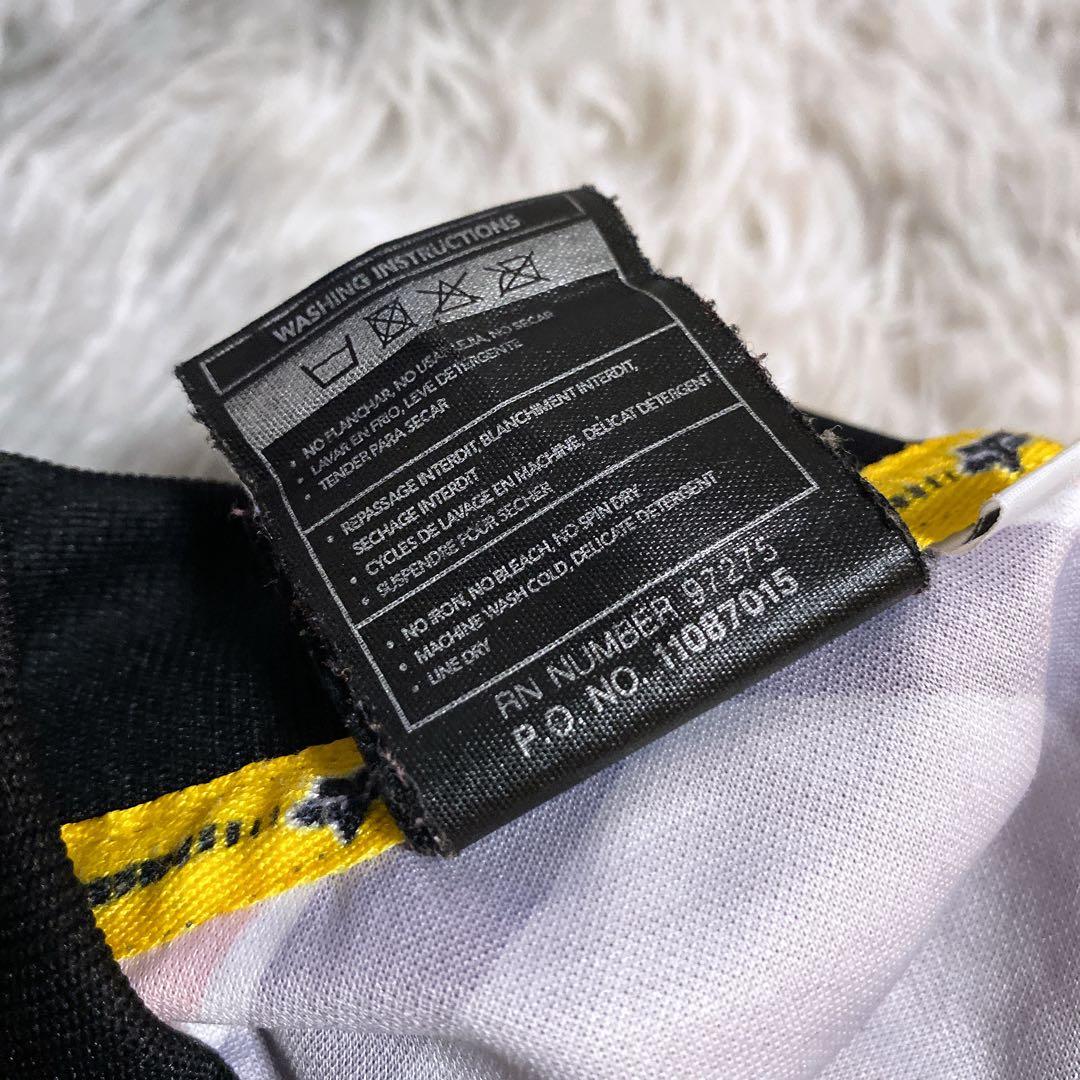 WASHING INSTRUCTIONS
• NO PLANCHAR, NO USAR LEJIA, NO SECAR
• LAVAR EN FRIO, LEVE DETERGENTE
• TENDER PARA SECAR
• REPASSAGE INTERDIT, BLANCHIMENT INTERDIT,
SECHAGE INTERDIT
• CYCLES DE LAVAGE EN MACHINE, DELICAT DÉTERGENT
• SUSPENDRE POUR SECHER
• NO IRON, NO BLEACH, NO SPIN DRY
• MACHINE WASH COLD, DELICATE DETERGENT
• LINE DRY
RN NUMBER 97275
P.O. NO. 11087015